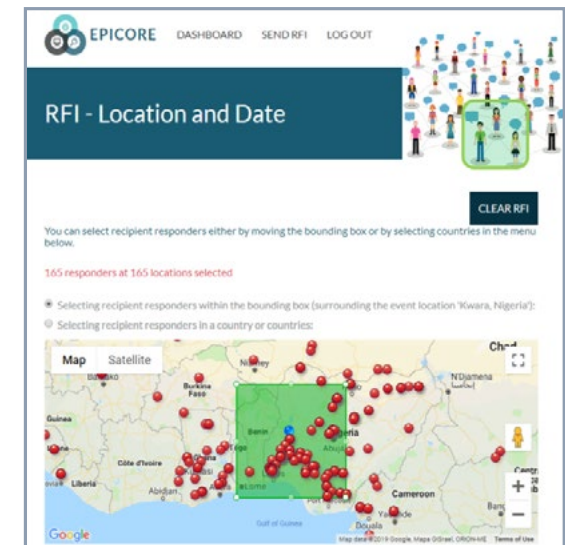 EPICORE DASHBOARD SEND RFI LOG OUT
RFI - Location and Date
CLEAR RFI
You can select recipient responders either by moving the bounding box or by selecting countries in the menu
below.
165 responders at 165 locations selected
Selecting recipient responders within the bounding box (surrounding the event location 'Kwara, Nigeria'):
Selecting recipient responders in a country or countries:
Map Satellite
Chad
N'Djamena
Burkina
Faso
Guinea
Benin
Abuja
Côte d'Ivoire
Liberia
Abidjan
Lome
Cameroon
Yaounde
Douala
Gulf of Guinea
Google
Map data ©2019 Google, Mapa GISrael, ORION-ME Terms of Use